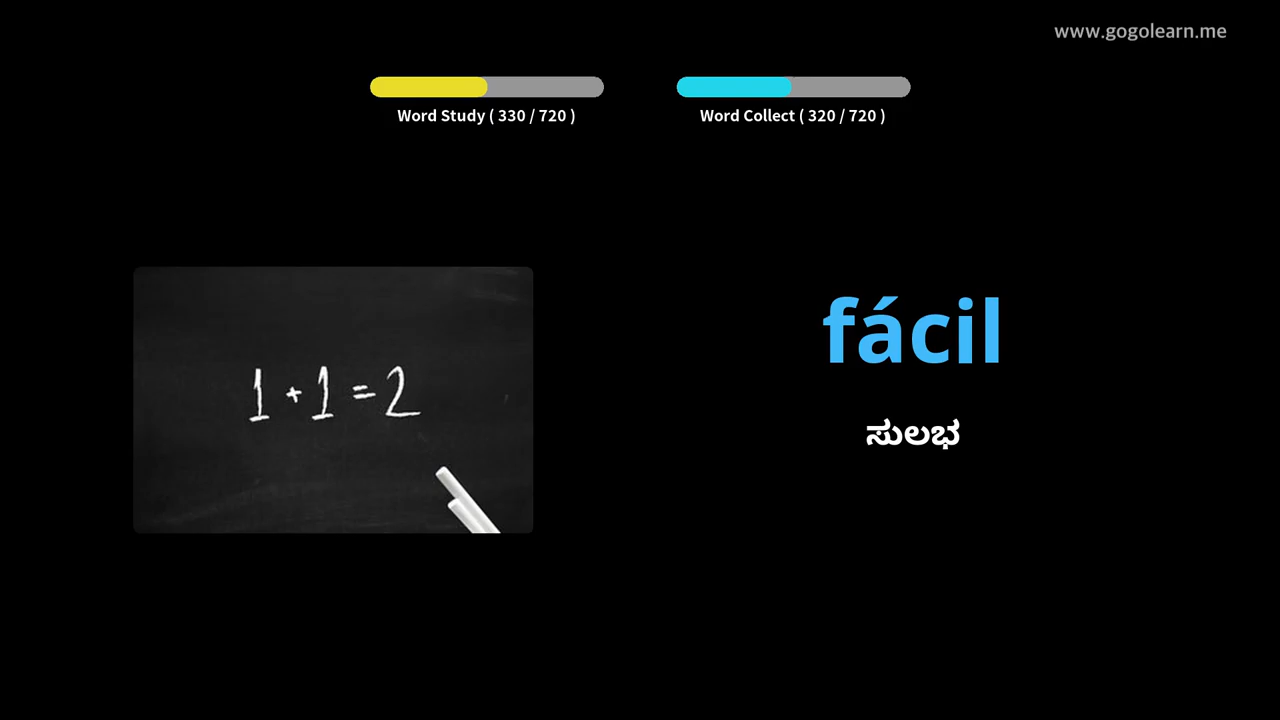 www.gogolearn.me
Word Study ( 330 / 720 )
Word Collect ( 320 / 720 )
1 + 1 = 2
fácil
ಸುಲಭ